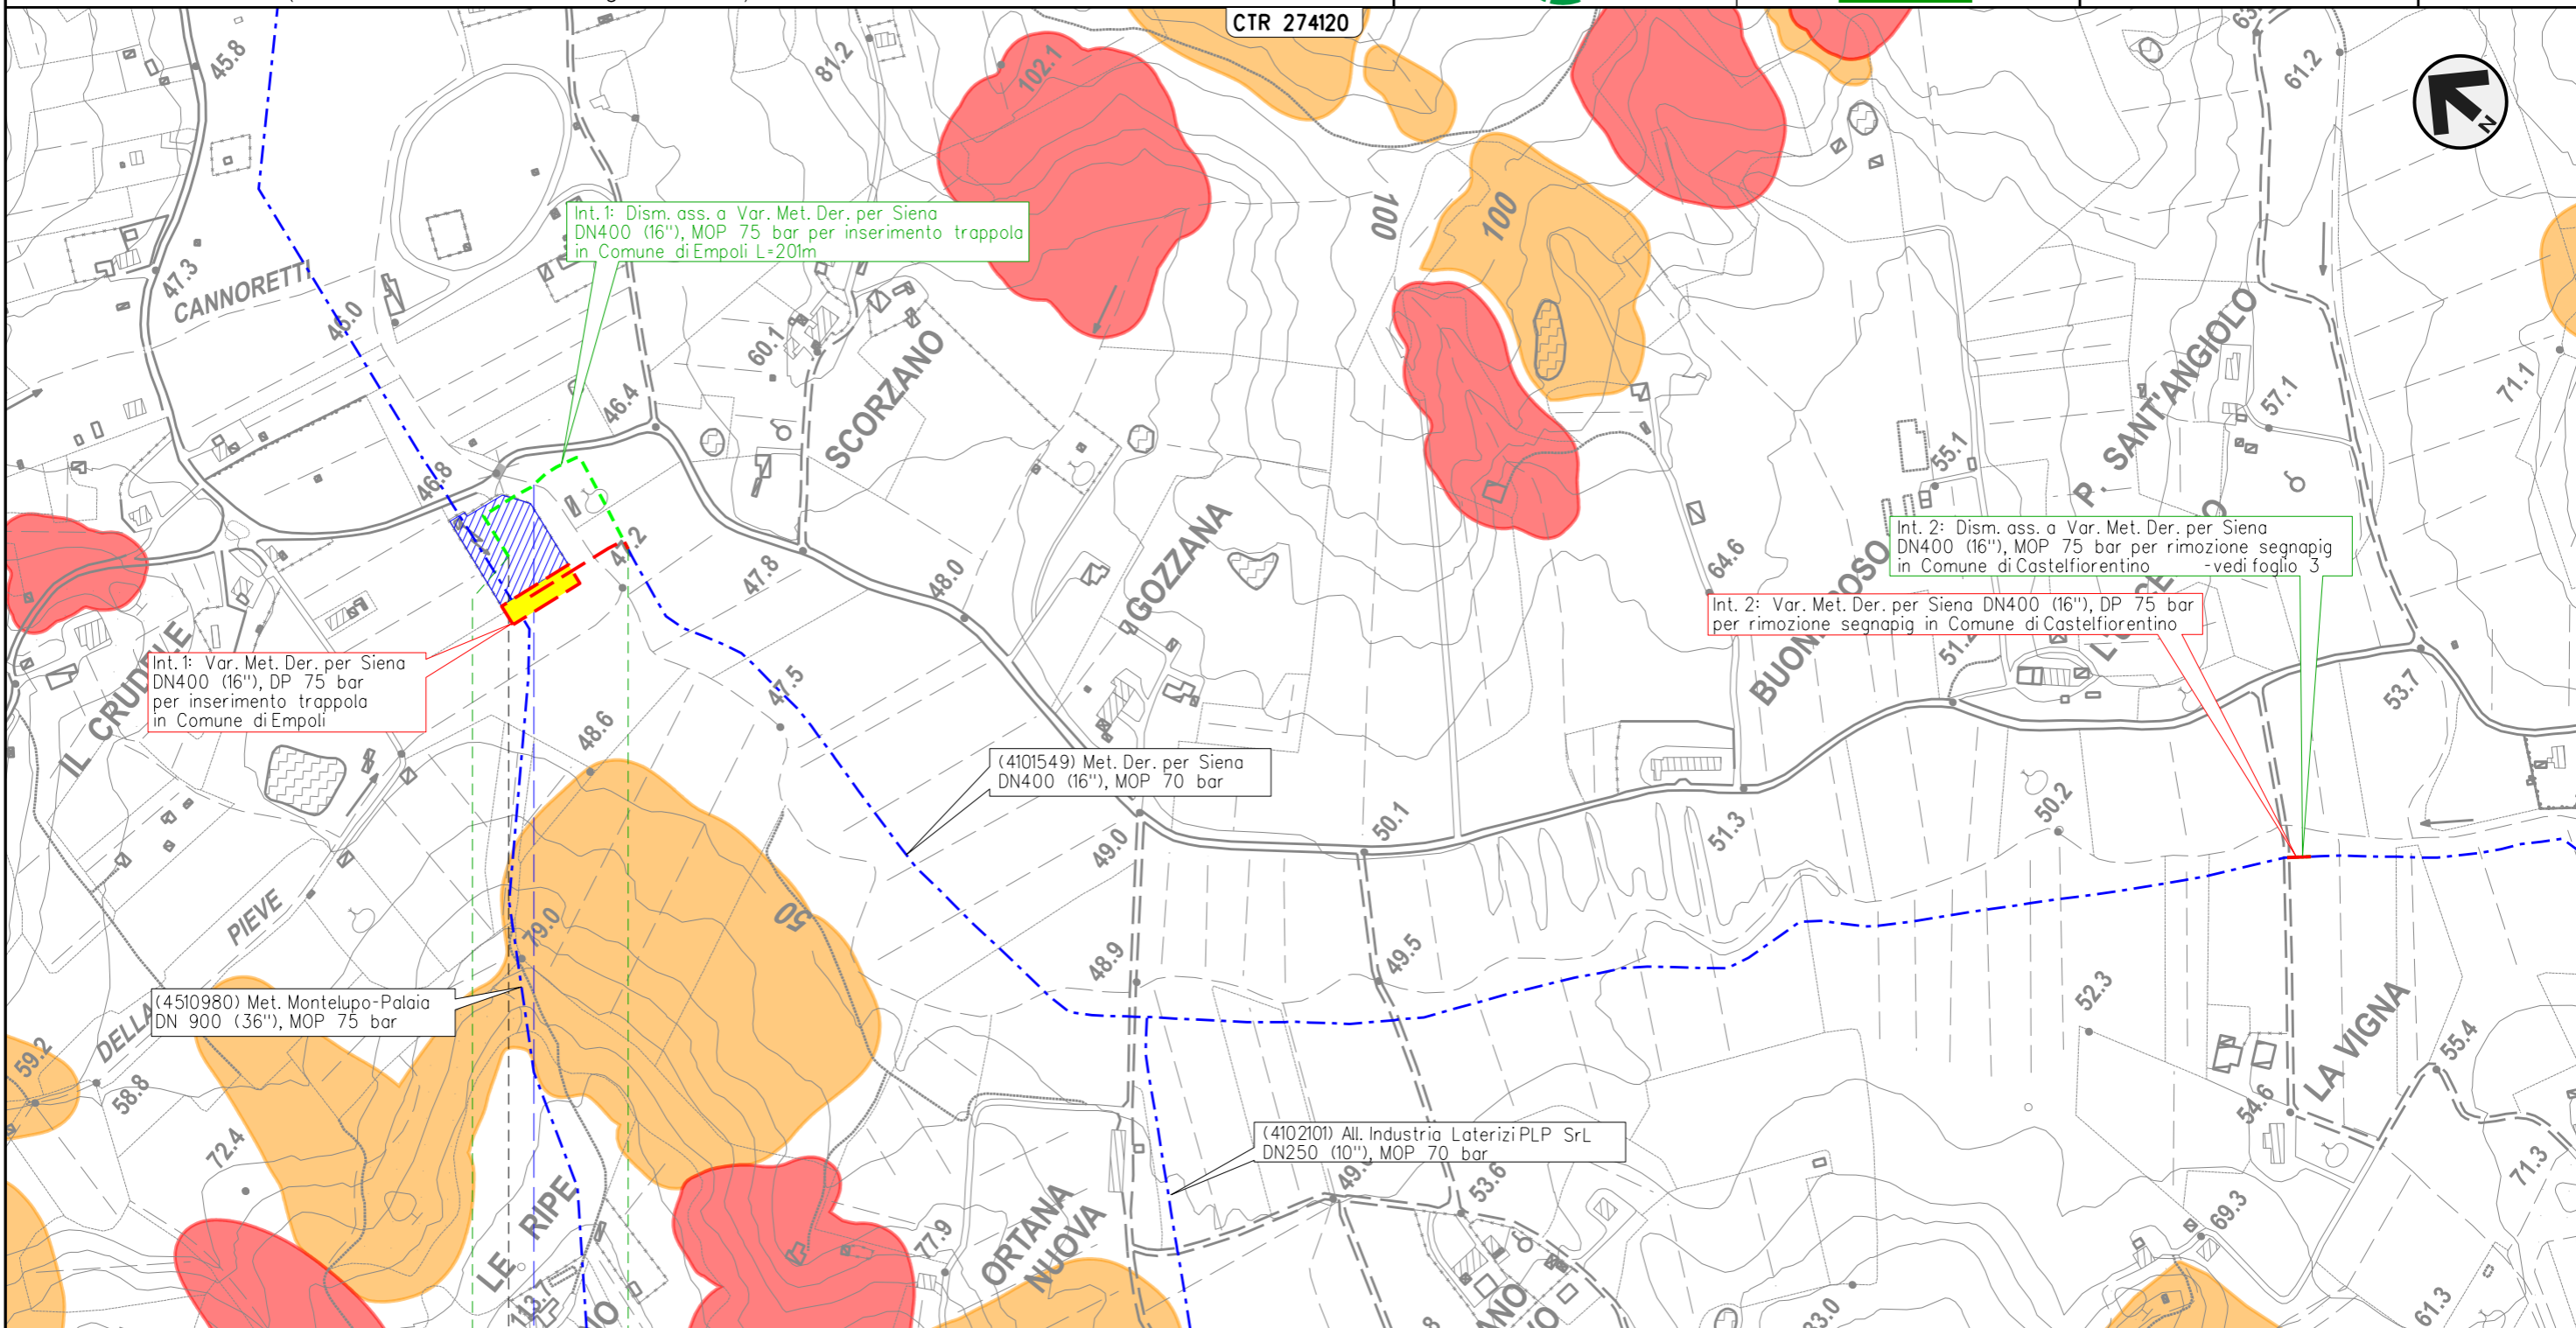 CTR 274120
N
45.8
81.2
102.1
61.2
47.3
CANNORETTI
45.0
Int. 1: Dism. ass. a Var. Met. Der. per Siena
DN400 (16"), MOP 75 bar per inserimento trappola
in Comune di Empoli L=201m
100
100
60.1
SCORZANO
46.4
46.8
47.2
47.8
48.0
GOZZANA
64.6
55.1
P. SANT'ANGIOLO
57.1
71.1
Int. 2: Dism. ass. a Var. Met. Der. per Siena
DN400 (16"), MOP 75 bar per rimozione segnapig
in Comune di Castelfiorentino -vedi foglio 3
Int. 2: Var. Met. Der. per Siena DN400 (16"), DP 75 bar
per rimozione segnapig in Comune di Castelfiorentino
53.7
IL CRUDELE
Int. 1: Var. Met. Der. per Siena
DN400 (16"), DP 75 bar
per inserimento trappola
in Comune di Empoli
47.5
48.6
(4101549) Met. Der. per Siena
DN400 (16"), MOP 70 bar
49.0
50.1
51.3
50.2
50
PIEVE
79.0
DELLA
(4510980) Met. Montelupo-Palaia
DN 900 (36"), MOP 75 bar
48.9
49.5
52.3
LA VIGNA
55.4
54.6
59.2
58.8
72.4
(4102101) All. Industria Laterizi PLP SrL
DN250 (10"), MOP 70 bar
53.6
69.3
71.3
LE RIPE
113.7
77.9
ORTANA
NUOVA
61.3